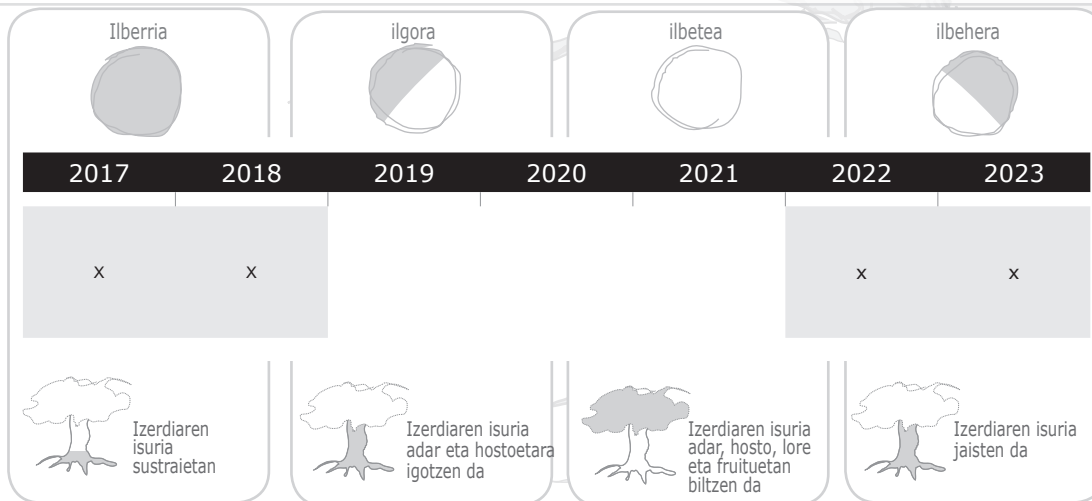 Ilberria
ilgora
ilbetea
ilbehera
2017 2018 2019 2020 2021 2022 2023
x x x x
Izerdiaren
isuria
sustraietan
Izerdiaren isuria
adar eta hostoetara
igotzen da
Izerdiaren isuria
adar, hosto, lore
eta fruituetan
biltzen da
Izerdiaren isuria
jaisten da